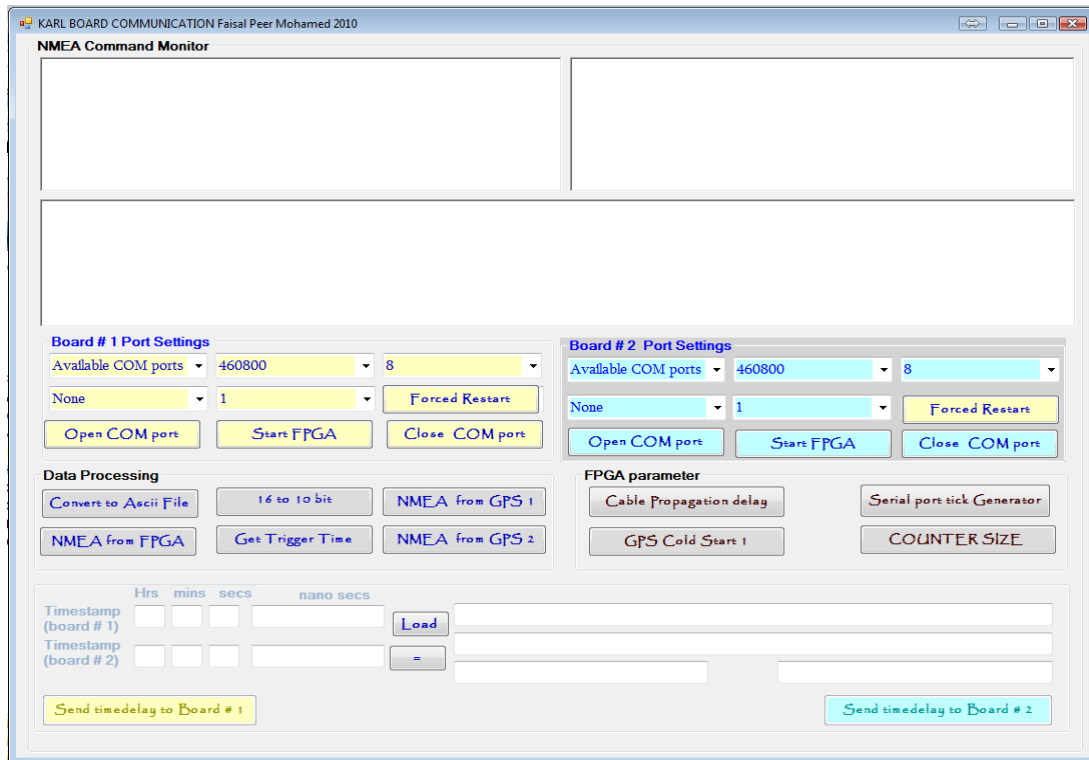 KARL BOARD COMMUNICATION Faisal Peer Mohamed 2010
NMEA Command Monitor
Board # 1 Port Settings
Available COM ports 460800 8
None 1 Forced Restart
Open COM port Start FPGA Close COM port
Board # 2 Port Settings
Available COM ports 460800 8
None 1 Forced Restart
Open COM port Start FPGA Close COM port
Data Processing
Convert to Ascii File 16 to 10 bit NMEA from GPS 1
NMEA from FPGA Get Trigger Time NMEA from GPS 2
FPGA parameter
Cable Propagation delay Serial port tick Generator
GPS Cold Start 1 COUNTER SIZE
Hrs mins secs nano secs
Timestamp
(board # 1)
Load
Timestamp
(board # 2)
=
Send timedelay to Board # 1
Send timedelay to Board # 2